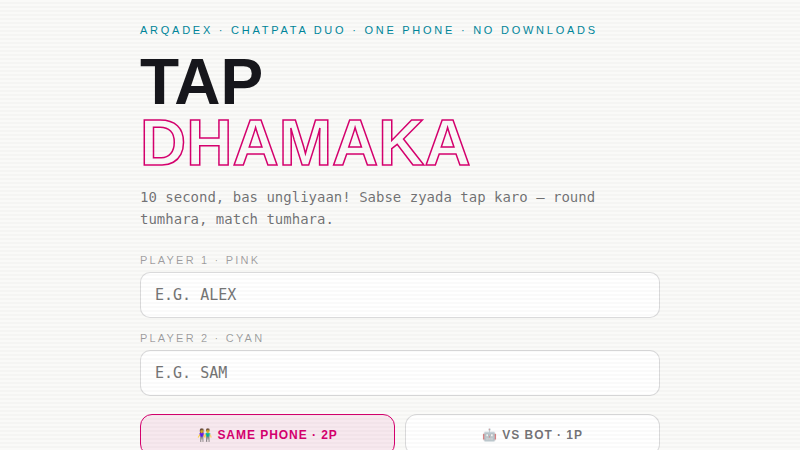 ARQADEX · CHATPATA DUO · ONE PHONE · NO DOWNLOADS
TAP
DHAMAKA
10 second, bas ungliyaan! Sabse zyada tap karo — round
tumhara, match tumhara.
PLAYER 1 · PINK
E.G. ALEX
PLAYER 2 · CYAN
E.G. SAM
👫 SAME PHONE · 2P
🤖 VS BOT · 1P